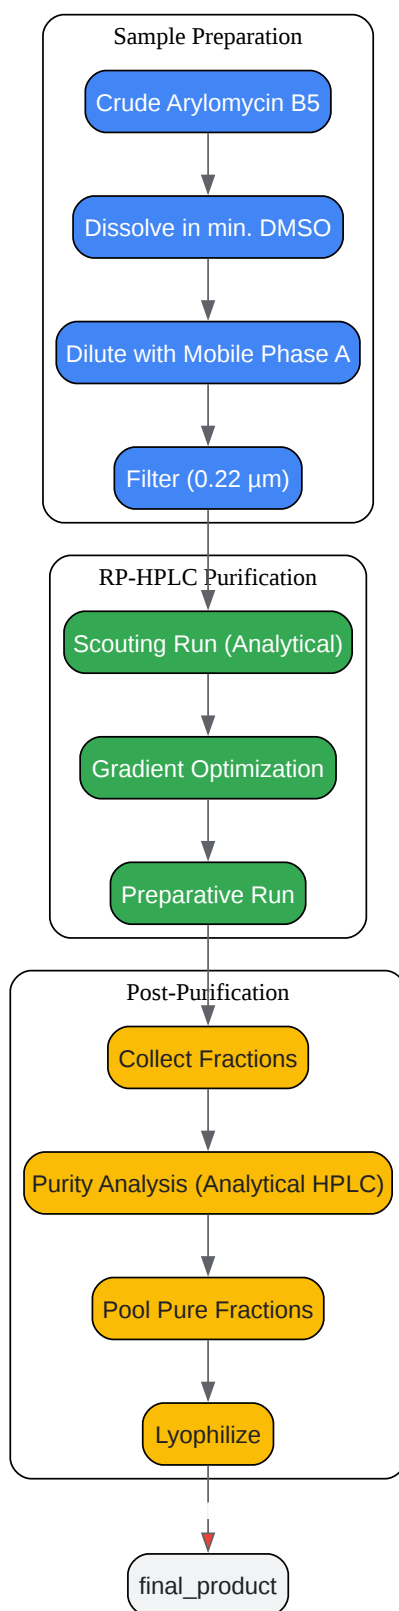 Sample Preparation
Crude Arylomycin B5
Dissolve in min. DMSO
Dilute with Mobile Phase A
Filter (0.22 µm)
RP-HPLC Purification
Scouting Run (Analytical)
Gradient Optimization
Preparative Run
Post-Purification
Collect Fractions
Purity Analysis (Analytical HPLC)
Pool Pure Fractions
Lyophilize
final_product